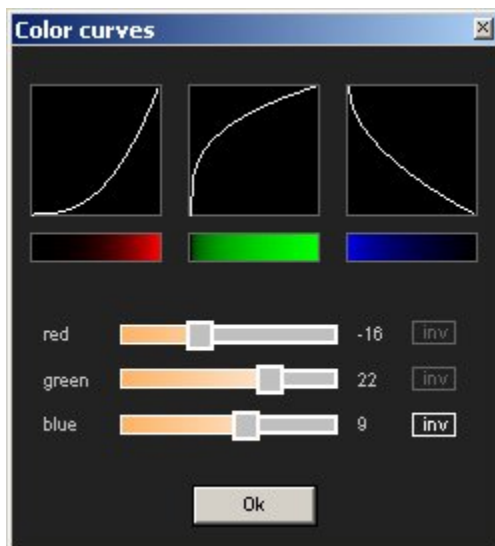 Color curves
red -16 inv
green 22 inv
blue 9 inv
Ok